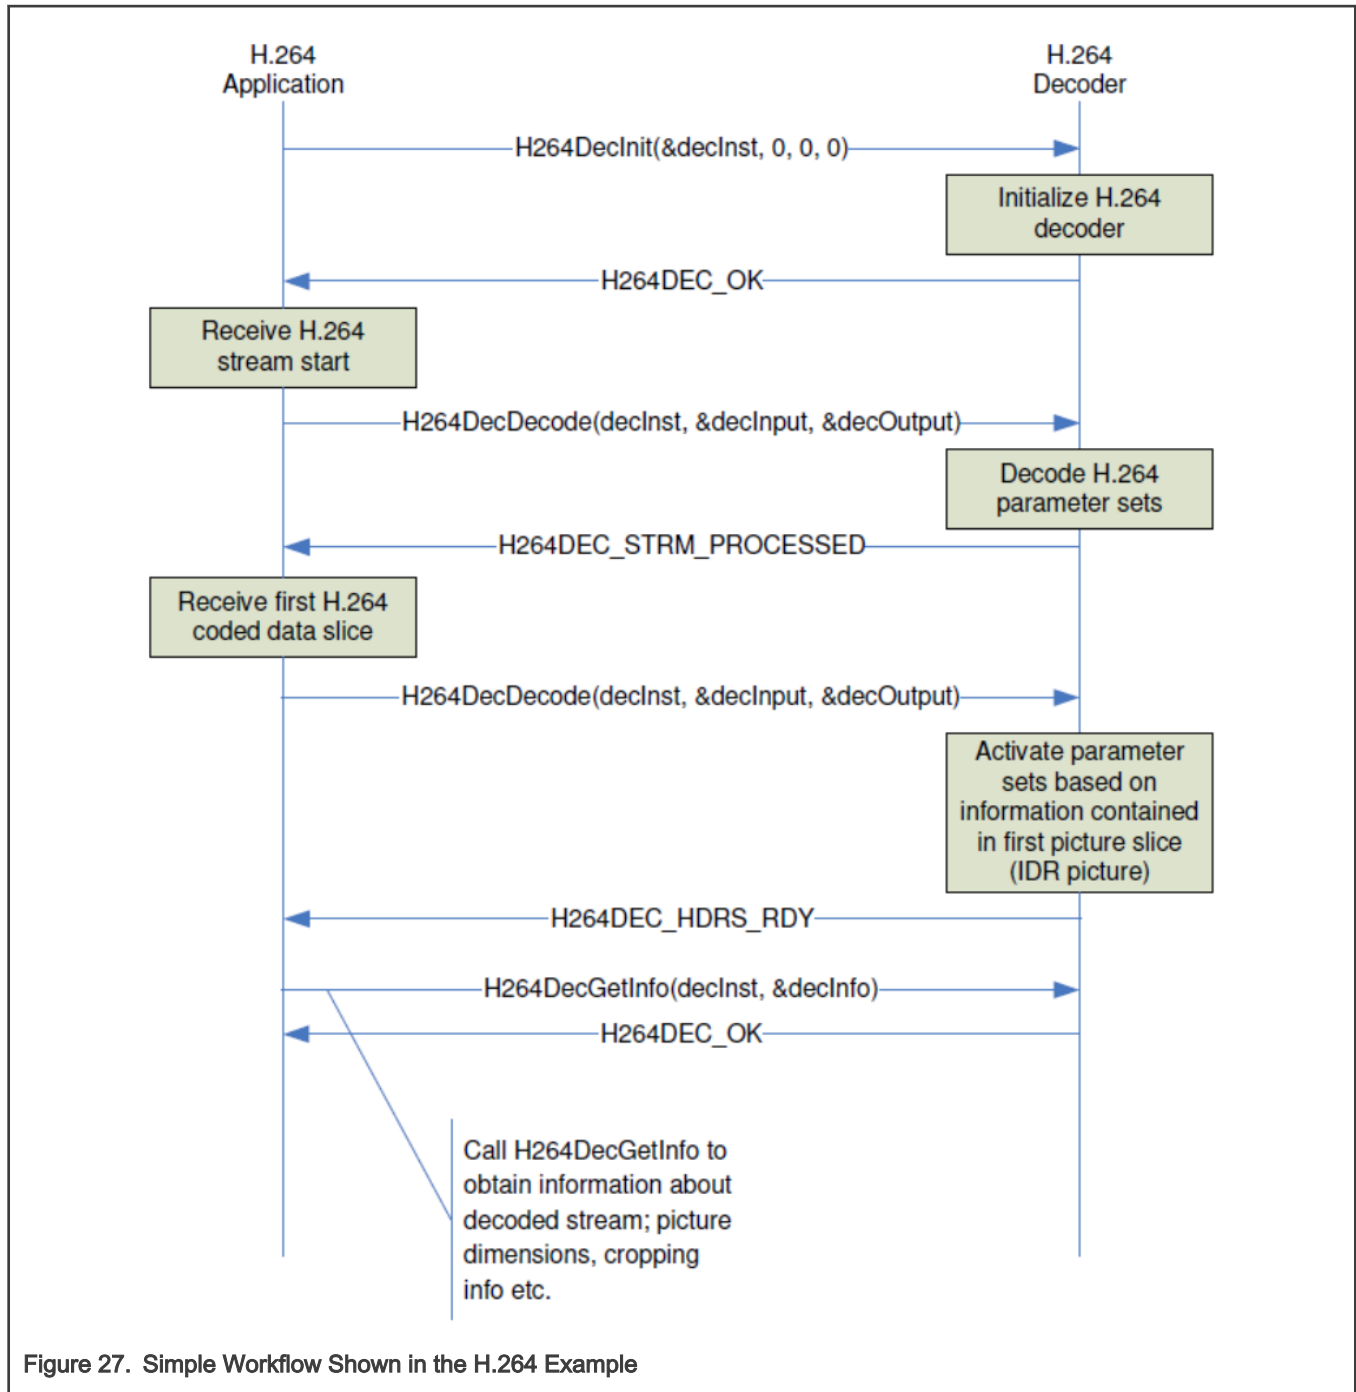 H.264
Application
H.264
Decoder
H264DecInit(&decInst, 0, 0, 0)
Initialize H.264
decoder
H264DEC_OK
Receive H.264
stream start
H264DecDecode(decInst, &decInput, &decOutput)
Decode H.264
parameter sets
H264DEC_STRM_PROCESSED
Receive first H.264
coded data slice
H264DecDecode(decInst, &decInput, &decOutput)
Activate parameter
sets based on
information contained
in first picture slice
(IDR picture)
H264DEC_HDRS_RDY
H264DecGetInfo(decInst, &decInfo)
H264DEC_OK
Call H264DecGetInfo to
obtain information about
decoded stream; picture
dimensions, cropping
info etc.
Figure 27. Simple Workflow Shown in the H.264 Example